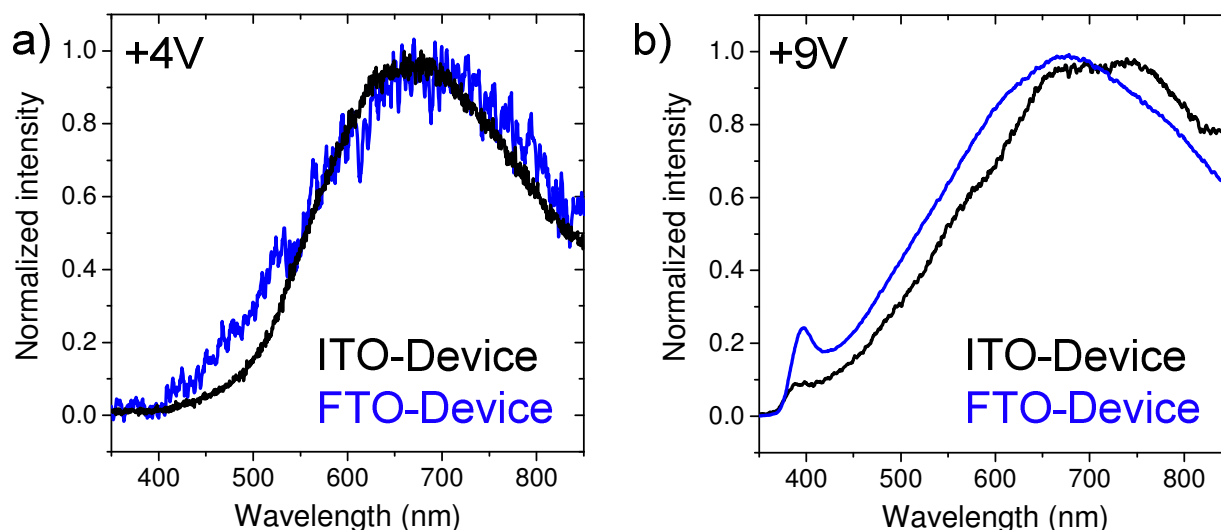 a)
+4V
Normalized intensity
1.0
0.8
0.6
0.4
0.2
0.0
ITO-Device
FTO-Device
400 500 600 700 800
Wavelength (nm)
b)
+9V
Normalized intensity
1.0
0.8
0.6
0.4
0.2
0.0
ITO-Device
FTO-Device
400 500 600 700 800
Wavelength (nm)